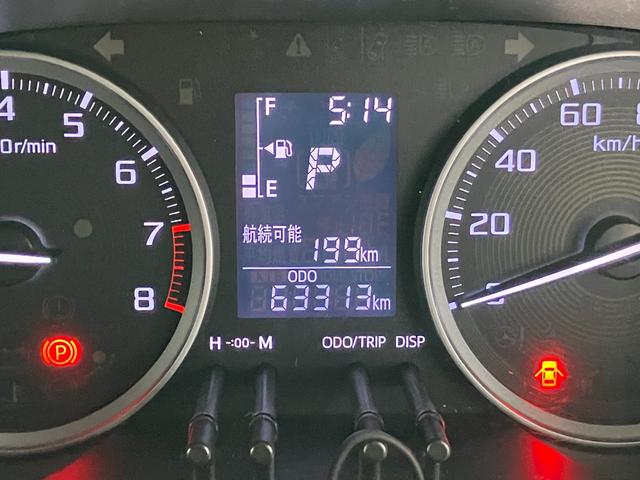 F 5:14
P
E
航続可能
199km
ODO
63313km
H -:00- M ODO/TRIP DISP
4
5
6
7
8
r/min
0
20
40
60
km/h
P